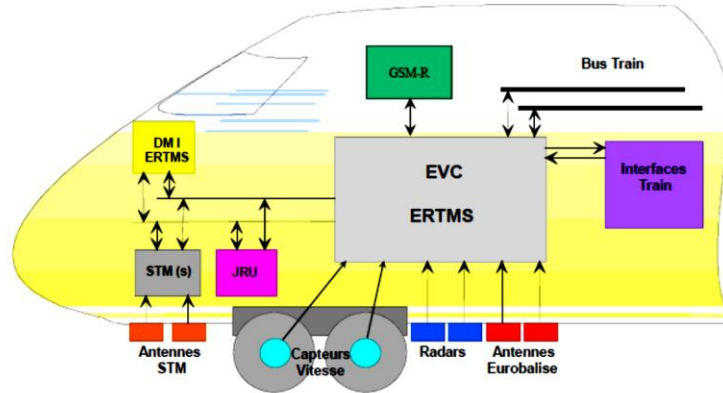 GSM-R
Bus Train
DM I
ERTMS
EVC
ERTMS
Interfaces
Train
STM (s)
JRU
Antennes
STM
Capteurs
Vitesse
Radars
Antennes
Eurobalise